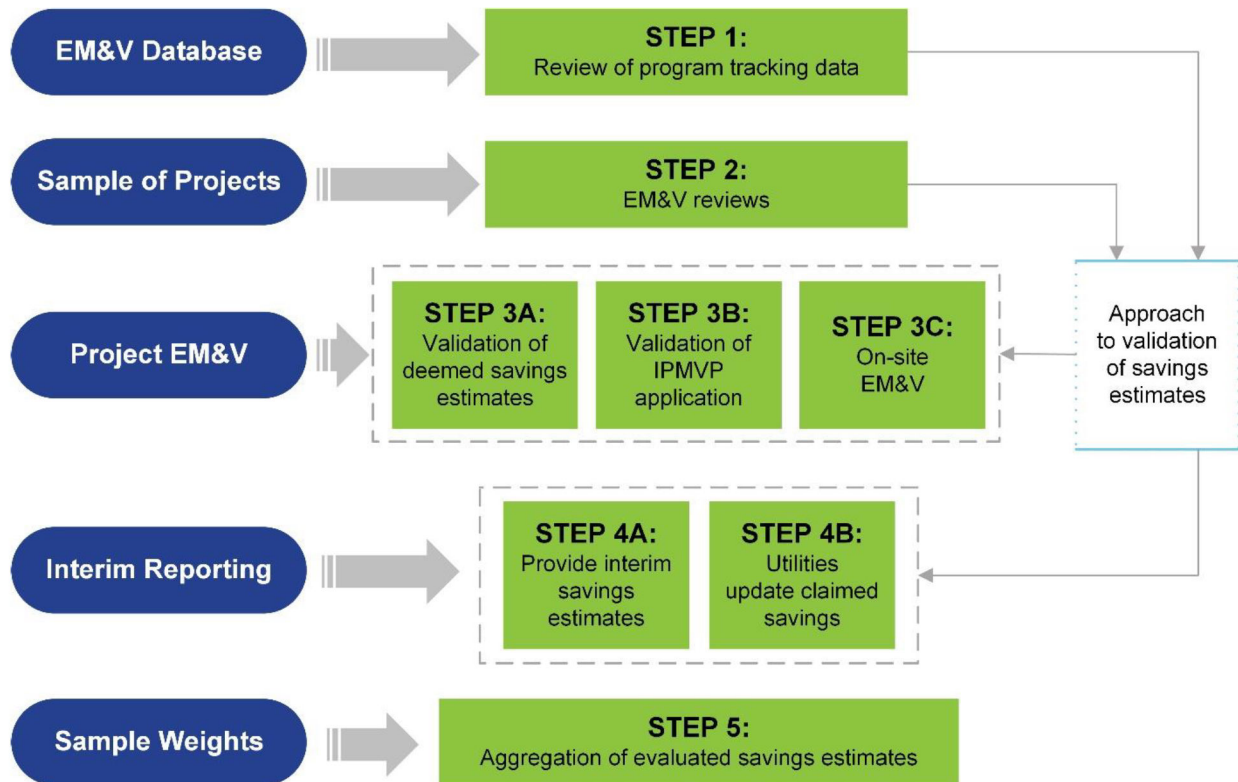 EM&V Database
STEP 1:
Review of program tracking data
Sample of Projects
STEP 2:
EM&V reviews
Project EM&V
STEP 3A:
Validation of
deemed savings
estimates
STEP 3B:
Validation of
IPMVP
application
STEP 3C:
On-site
EM&V
Approach
to validation
of savings
estimates
Interim Reporting
STEP 4A:
Provide interim
savings
estimates
STEP 4B:
Utilities
update claimed
savings
Sample Weights
STEP 5:
Aggregation of evaluated savings estimates